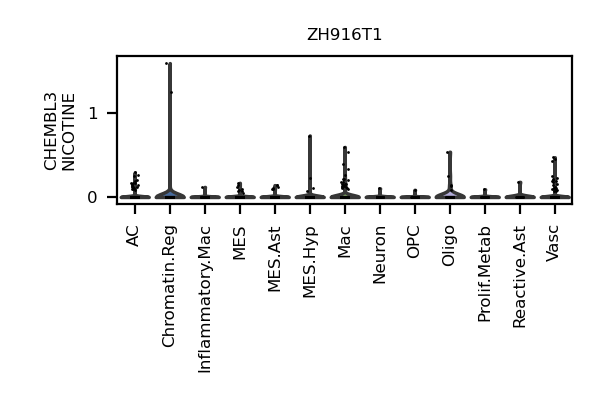 ZH916T1
CHEMBL3
NICOTINE
1
0
AC
Chromatin.Reg
Inflammatory.Mac
MES
MES.Ast
MES.Hyp
Mac
Neuron
OPC
Oligo
Prolif.Metab
Reactive.Ast
Vasc